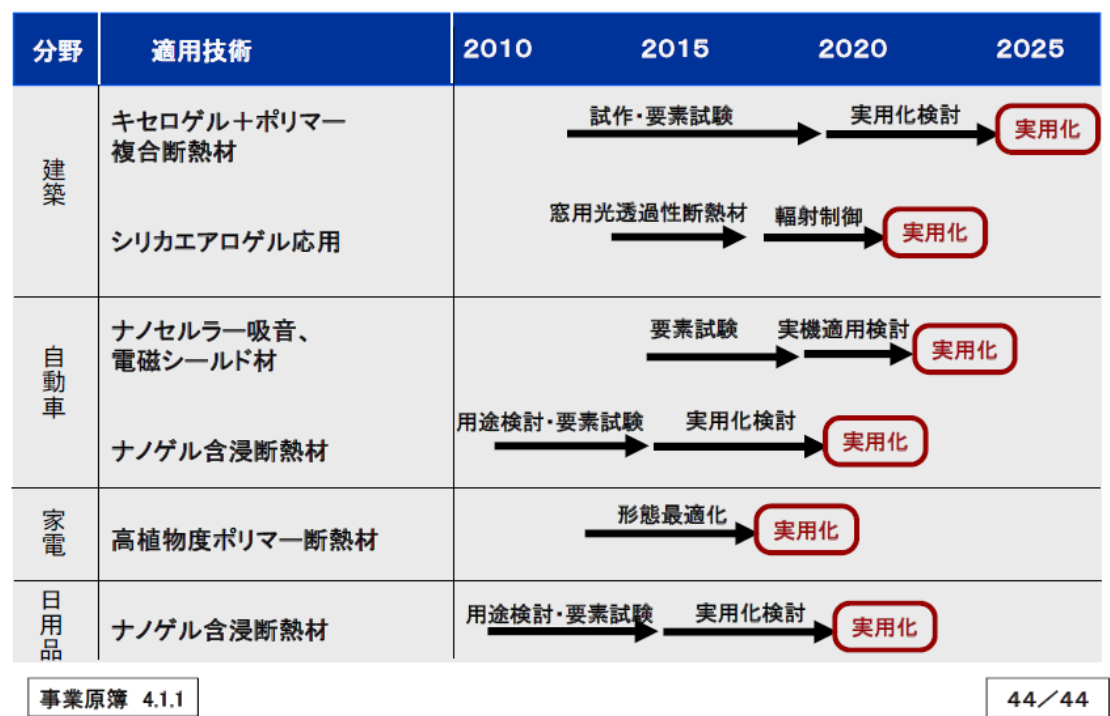 分野 適用技術 2010 2015 2020 2025
建築
キセロゲル＋ポリマー
複合断熱材
試作・要素試験 実用化検討 実用化
シリカエアロゲル応用
窓用光透過性断熱材 輻射制御 実用化
自動車
ナノセルラー吸音、
電磁シールド材
要素試験 実機適用検討 実用化
ナノゲル含浸断熱材
用途検討・要素試験 実用化検討 実用化
家電
高植物度ポリマー断熱材
形態最適化 実用化
日用品
ナノゲル含浸断熱材
用途検討・要素試験 実用化検討 実用化
事業原簿 4.1.1
44／44